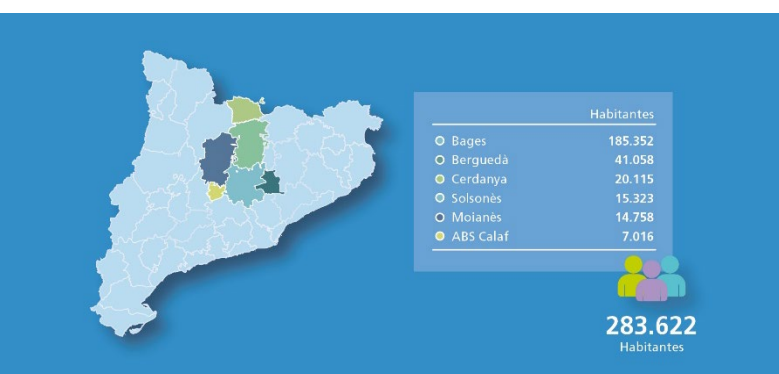 Habitantes
Bages 185.352
Berguedà 41.058
Cerdanya 20.115
Solsonès 15.323
Moianès 14.758
ABS Calaf 7.016
283.622
Habitantes